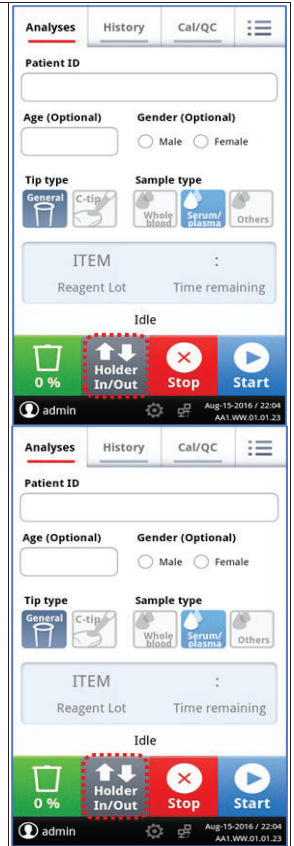 Analyses History Cal/QC
Patient ID
Age (Optional) Gender (Optional)
Male Female
Tip type Sample type
General C-tip Whole blood Serum/plasma Others
ITEM :
Reagent Lot Time remaining
Idle
0 % Holder In/Out Stop Start
admin Aug-15-2016 / 22:04
AA1.WW.01.01.23
Analyses History Cal/QC
Patient ID
Age (Optional) Gender (Optional)
Male Female
Tip type Sample type
General C-tip Whole blood Serum/plasma Others
ITEM :
Reagent Lot Time remaining
Idle
0 % Holder In/Out Stop Start
admin Aug-15-2016 / 22:04
AA1.WW.01.01.23